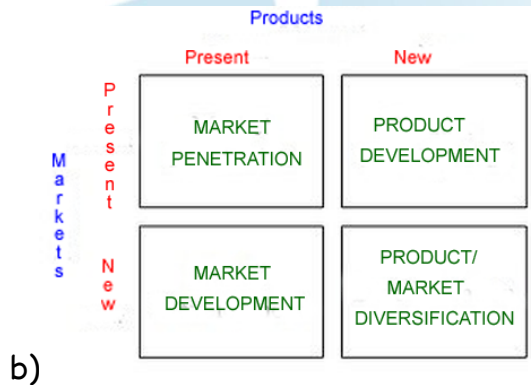 Products
Present New
Markets
Present
MARKET
PENETRATION
PRODUCT
DEVELOPMENT
New
MARKET
DEVELOPMENT
PRODUCT/
MARKET
DIVERSIFICATION
b)